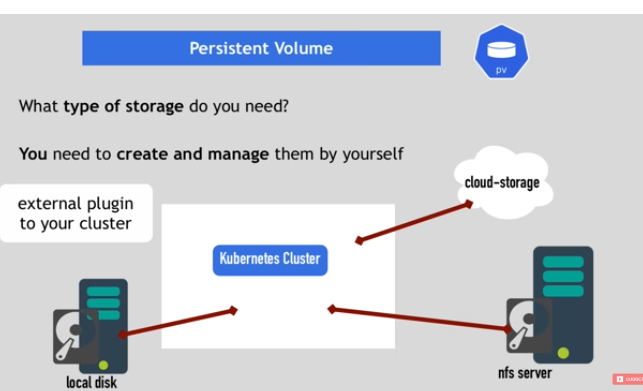 Persistent Volume
pv
What type of storage do you need?
You need to create and manage them by yourself
cloud-storage
external plugin
to your cluster
Kubernetes Cluster
local disk
nfs server